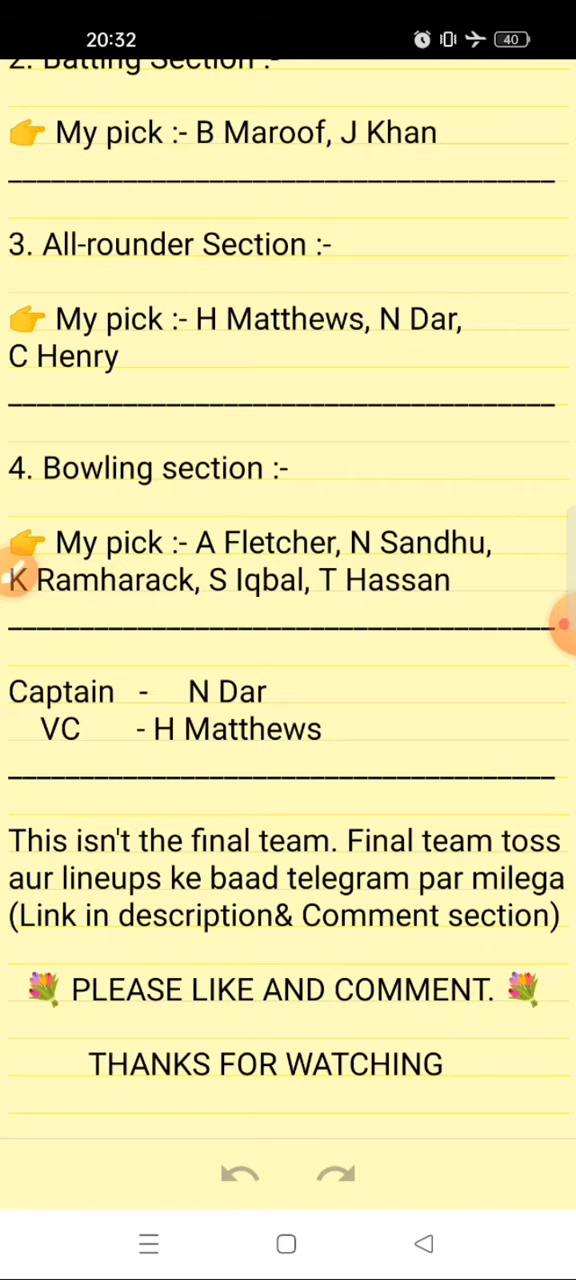 20:32
40
2. Batting Section :-
👉 My pick :- B Maroof, J Khan
3. All-rounder Section :-
👉 My pick :- H Matthews, N Dar,
C Henry
4. Bowling section :-
👉 My pick :- A Fletcher, N Sandhu,
K Ramharack, S Iqbal, T Hassan
Captain - N Dar
VC - H Matthews
This isn't the final team. Final team toss
aur lineups ke baad telegram par milega
(Link in description& Comment section)
💐 PLEASE LIKE AND COMMENT. 💐
THANKS FOR WATCHING